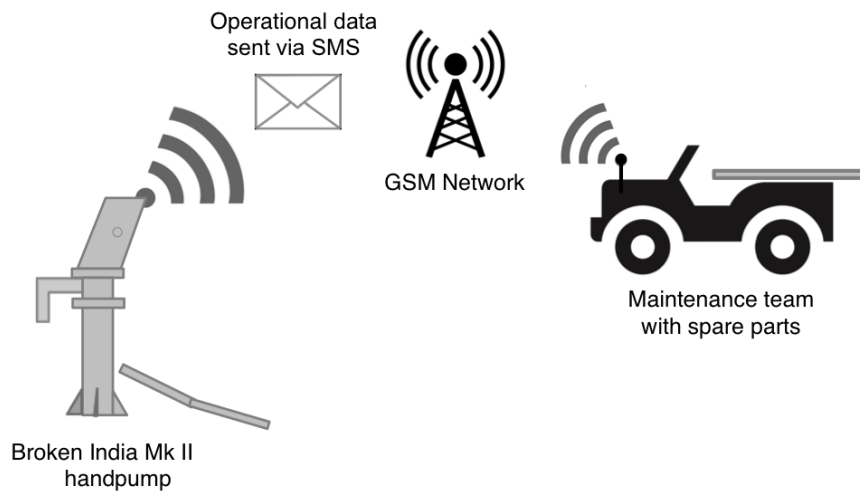 Operational data
sent via SMS
GSM Network
Maintenance team
with spare parts
Broken India Mk II
handpump